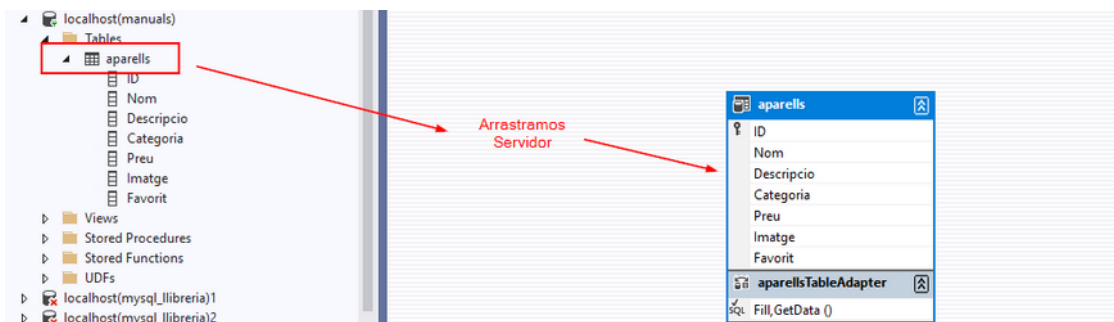 localhost(manuals)
Tables
aparells
ID
Nom
Descripcio
Categoria
Preu
Imatge
Favorit
Views
Stored Procedures
Stored Functions
UDFs
localhost(mysql_llibreria)1
localhost(mysql_llibreria)2
Arrastramos
Servidor
aparells
ID
Nom
Descripcio
Categoria
Preu
Imatge
Favorit
aparellsTableAdapter
SQL Fill,GetData ()